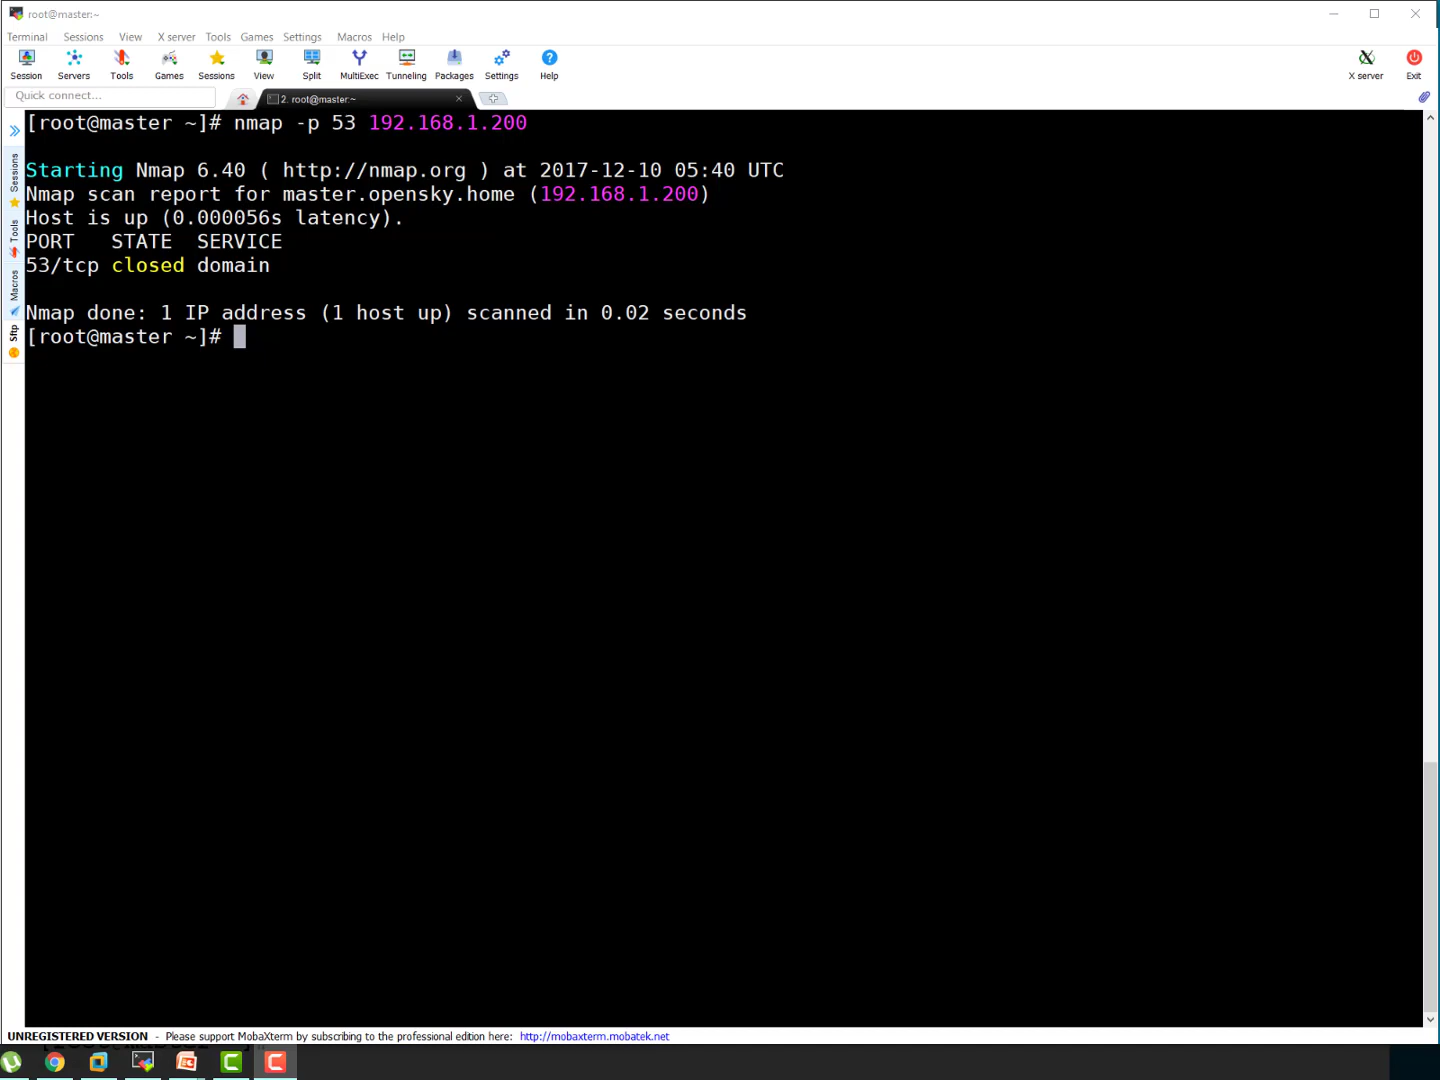 root@master:~
Terminal Sessions View X server Tools Games Settings Macros Help
Session Servers Tools Games Sessions View Split MultiExec Tunneling Packages Settings Help X server Exit
Quick connect...
2. root@master:~
[root@master ~]# nmap -p 53 192.168.1.200
Starting Nmap 6.40 ( http://nmap.org ) at 2017-12-10 05:40 UTC
Nmap scan report for master.opensky.home (192.168.1.200)
Host is up (0.000056s latency).
PORT   STATE  SERVICE
53/tcp closed domain
Nmap done: 1 IP address (1 host up) scanned in 0.02 seconds
[root@master ~]#
Sessions
Tools
Macros
Sftp
UNREGISTERED VERSION - Please support MobaXterm by subscribing to the professional edition here: http://mobaxterm.mobatek.net